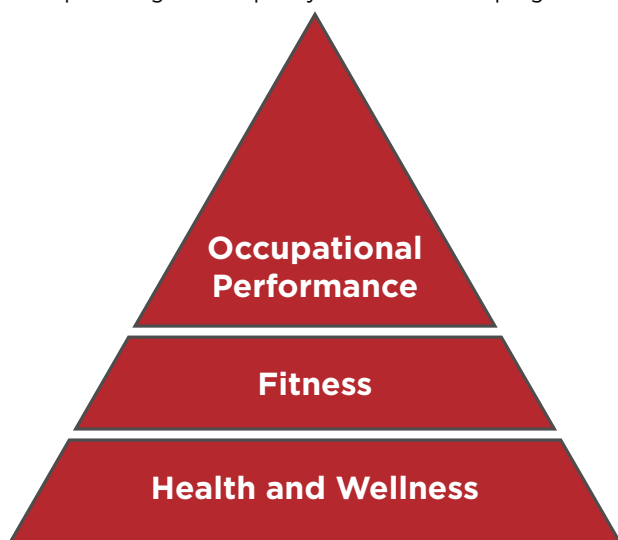 Occupational
Performance
Fitness
Health and Wellness